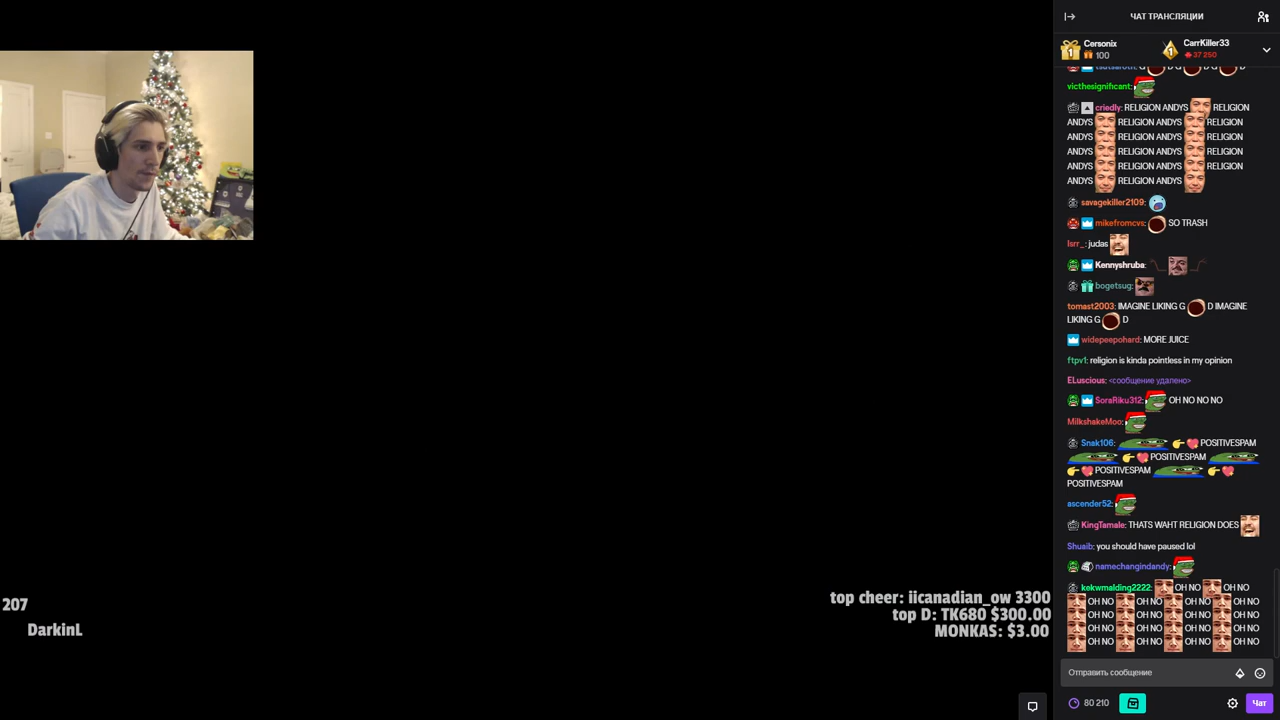 ЧАТ ТРАНСЛЯЦИИ
Cersonix
100
CarrKiller33
37 250
victhesignificant:
criedly: RELIGION ANDYS RELIGION
ANDYS RELIGION ANDYS RELIGION
ANDYS RELIGION ANDYS RELIGION
ANDYS RELIGION ANDYS RELIGION
ANDYS RELIGION ANDYS RELIGION
ANDYS RELIGION ANDYS
savagekiller2109:
mikefromcvs: SO TRASH
lsrr_: judas
Kennyshruba:
bogetsug:
tomast2003: IMAGINE LIKING G D IMAGINE
LIKING G D
widepeepohard: MORE JUICE
ftpv1: religion is kinda pointless in my opinion
ELuscious: <сообщение удалено>
SoraRiku312: OH NO NO NO
MilkshakeMoo:
Snak106: POSITIVESPAM
POSITIVESPAM
POSITIVESPAM
POSITIVESPAM
ascender52:
KingTamale: THATS WAHT RELIGION DOES
Shuaib: you should have paused lol
namechangindandy:
kekwmalding2222: OH NO OH NO
OH NO OH NO OH NO OH NO
OH NO OH NO OH NO OH NO
OH NO OH NO OH NO OH NO
OH NO OH NO OH NO OH NO
Отправить сообщение
80 210
Чат
207
DarkinL
top cheer: iicanadian_ow 3300
top D: TK680 $300.00
MONKAS: $3.00